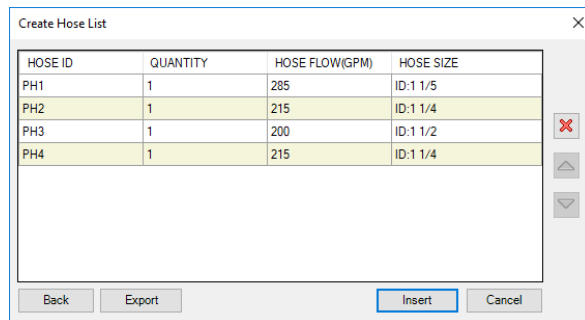 Create Hose List
HOSE ID QUANTITY HOSE FLOW(GPM) HOSE SIZE
PH1 1 285 ID:1 1/5
PH2 1 215 ID:1 1/4
PH3 1 200 ID:1 1/2
PH4 1 215 ID:1 1/4
Back Export Insert Cancel